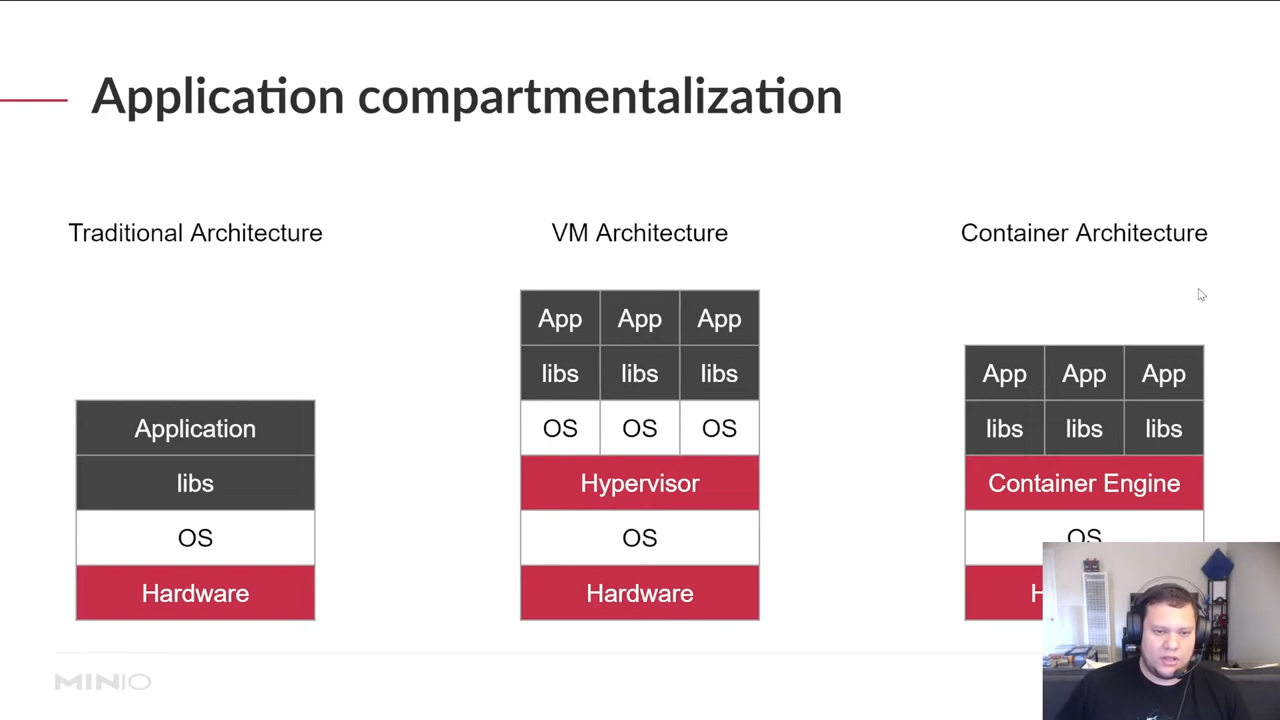 Application compartmentalization
Traditional Architecture
Application
libs
OS
Hardware
VM Architecture
App App App
libs libs libs
OS OS OS
Hypervisor
OS
Hardware
Container Architecture
App App App
libs libs libs
Container Engine
OS
MINIO